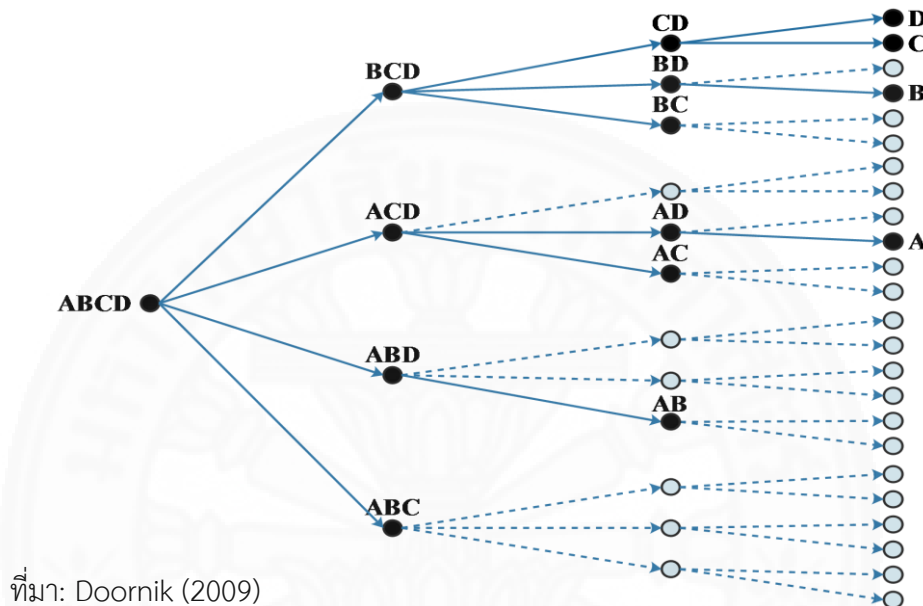 D
CD
C
BCD
BD
B
BC
ACD
AD
A
AC
ABCD
ABD
AB
ABC
ที่มา: Doornik (2009)